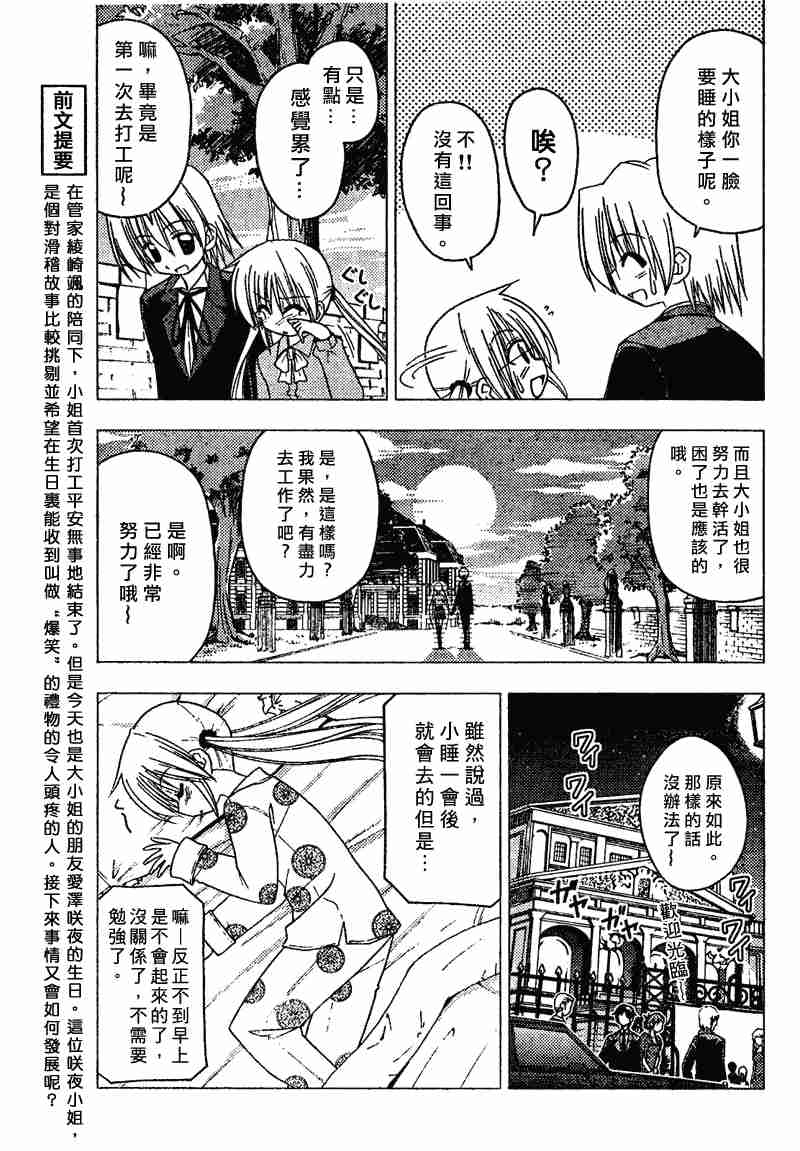 大小姐你一臉
要睡的樣子呢。
唉？
不!!
沒有這回事。
只是…
有點…
感覺累了…
ぐしぐし
嘛，畢竟是
第一次去打工呢～
而且大小姐也很
努力去幹活了，
困了也是應該的
哦。
是，是這樣嗎？
我果然，有盡力
去工作了吧？
是啊。
已經非常
努力了哦～
原來如此。
那樣的話
沒辦法了～
ワイ
ワイ
ガヤ
ガヤ
歡迎光臨～
雖然說過，
小睡一會後
就會去的但是…
嘛—反正不到早上
是不會起來的了，
沒關係了，不需要
勉強了。
前文提要
在管家綾崎颯的陪同下，小姐首次打工平安無事地結束了。但是今天也是大小姐的朋友愛澤咲夜的生日。這位咲夜小姐，
是個對滑稽故事比較挑剔並希望在生日裏能收到叫做“爆笑”的禮物的令人頭疼的人。接下來事情又會如何發展呢？